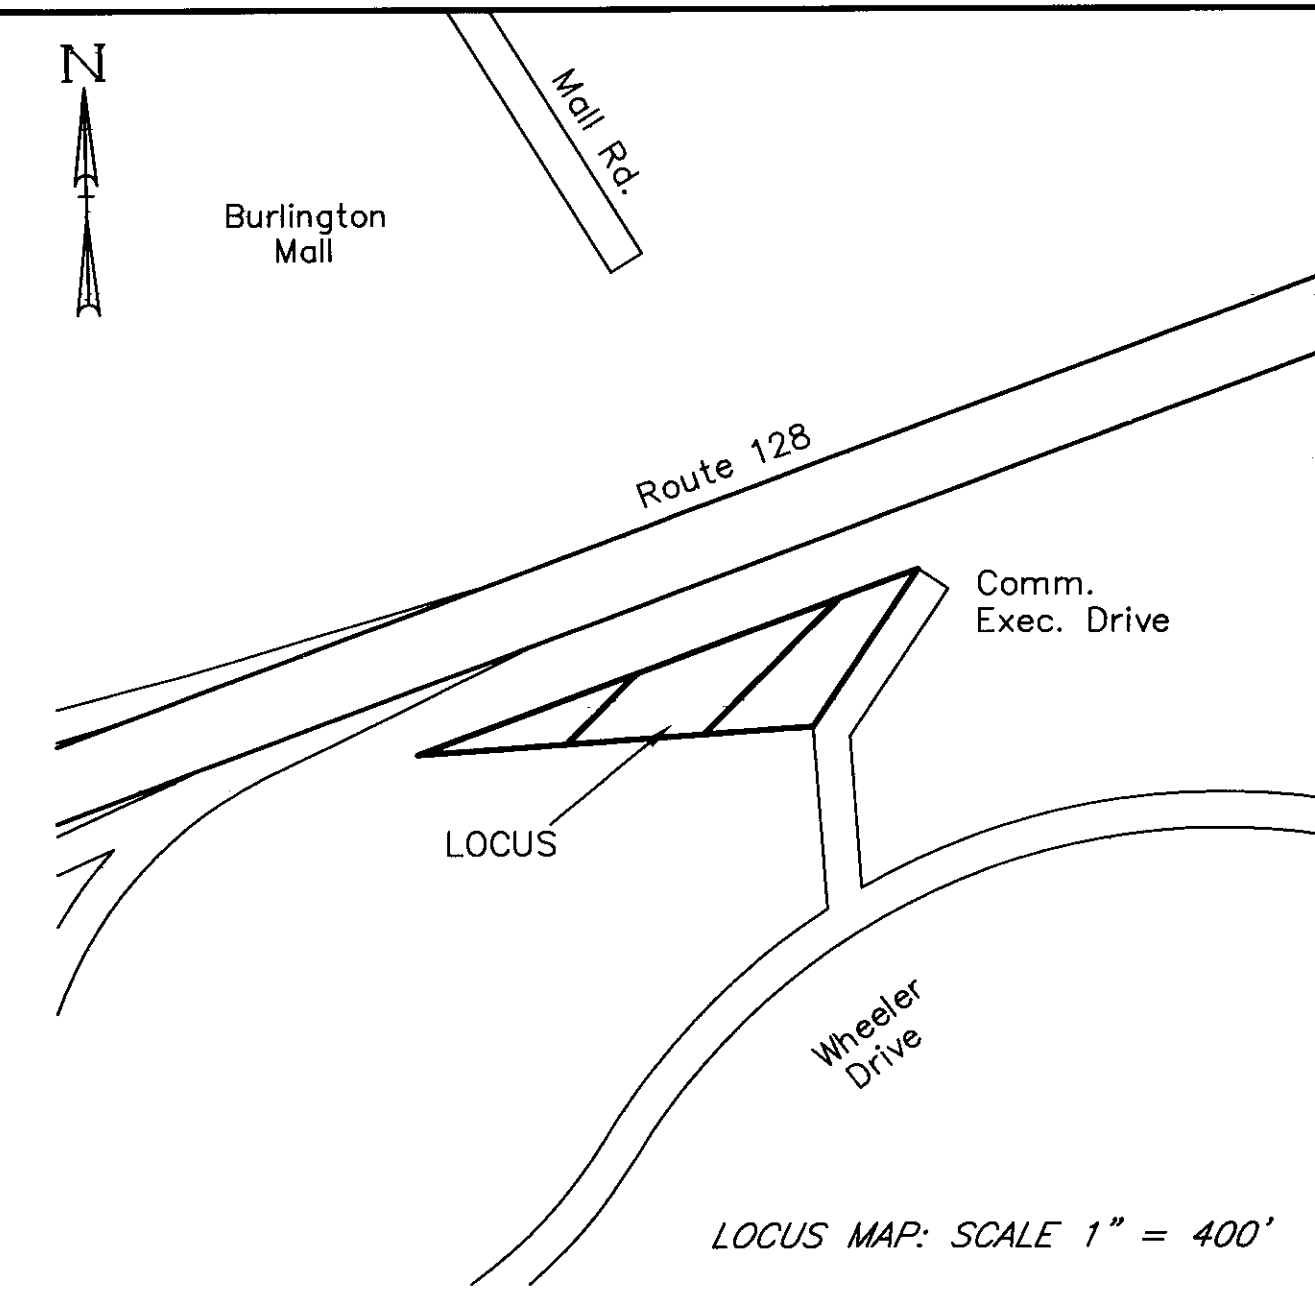 N
Mall Rd.
Burlington
Mall
Route 128
Comm.
Exec. Drive
LOCUS
Wheeler
Drive
LOCUS MAP: SCALE 1" = 400'